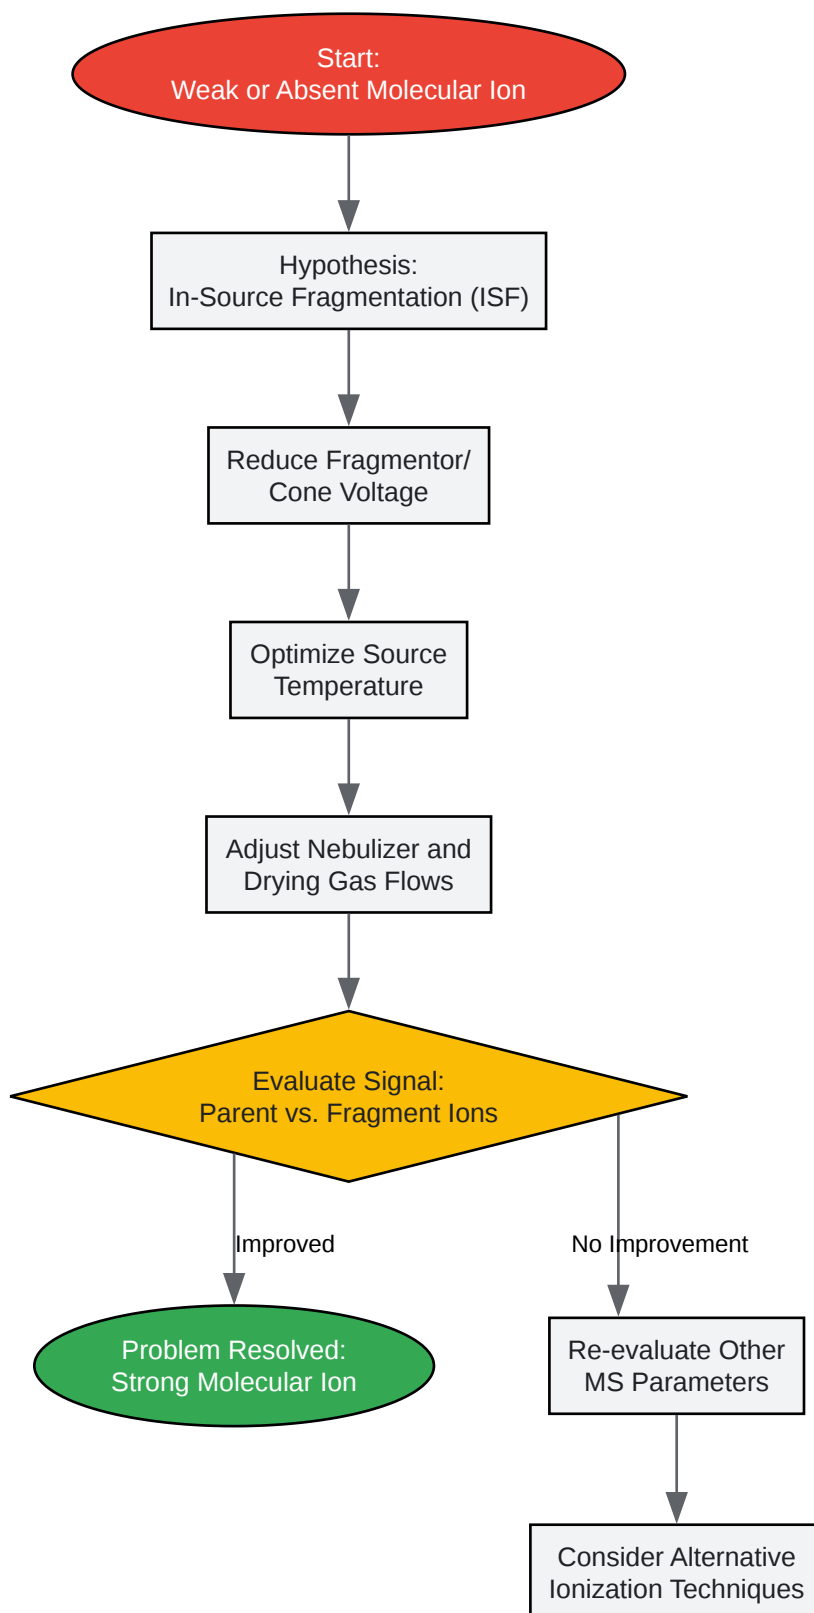 Start:
Weak or Absent Molecular Ion
Hypothesis:
In-Source Fragmentation (ISF)
Reduce Fragmentor/
Cone Voltage
Optimize Source
Temperature
Adjust Nebulizer and
Drying Gas Flows
Evaluate Signal:
Parent vs. Fragment Ions
Improved
No Improvement
Problem Resolved:
Strong Molecular Ion
Re-evaluate Other
MS Parameters
Consider Alternative
Ionization Techniques